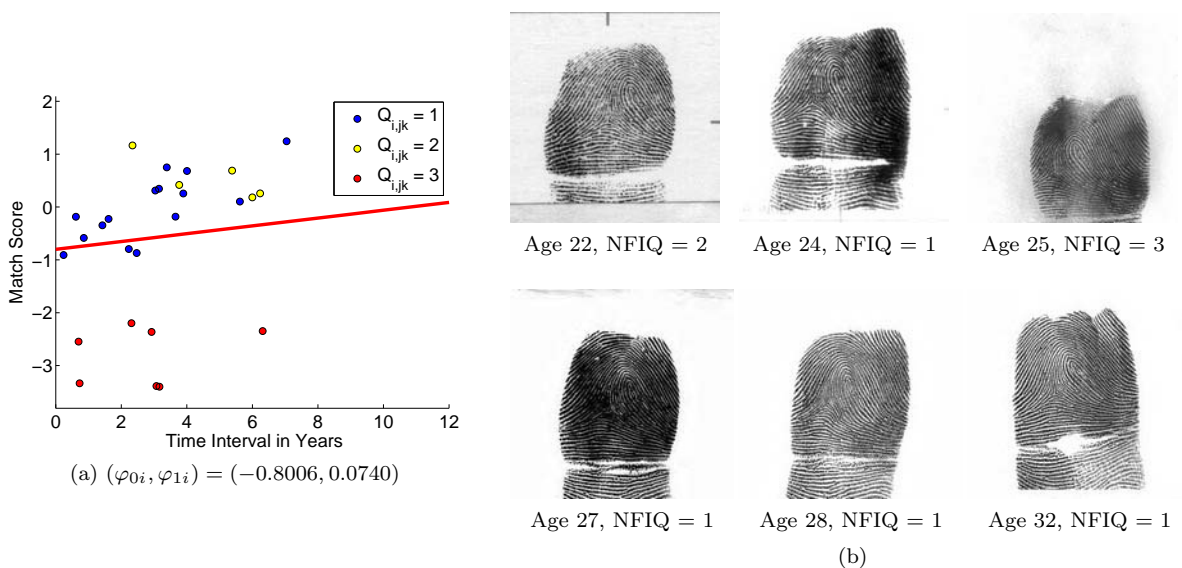 2
1
0
−1
−2
−3
Match Score
Q_{i,jk} = 1
Q_{i,jk} = 2
Q_{i,jk} = 3
0 2 4 6 8 10 12
Time Interval in Years
(a) (φ_{0i}, φ_{1i}) = (−0.8006, 0.0740)
Age 22, NFIQ = 2
Age 24, NFIQ = 1
Age 25, NFIQ = 3
Age 27, NFIQ = 1
Age 28, NFIQ = 1
Age 32, NFIQ = 1
(b)